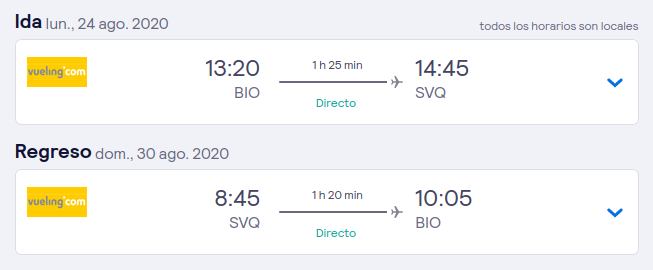 Ida lun., 24 ago. 2020
todos los horarios son locales
vueling.com
13:20
1 h 25 min
14:45
BIO
SVQ
Directo
Regreso dom., 30 ago. 2020
vueling.com
8:45
1 h 20 min
10:05
SVQ
BIO
Directo